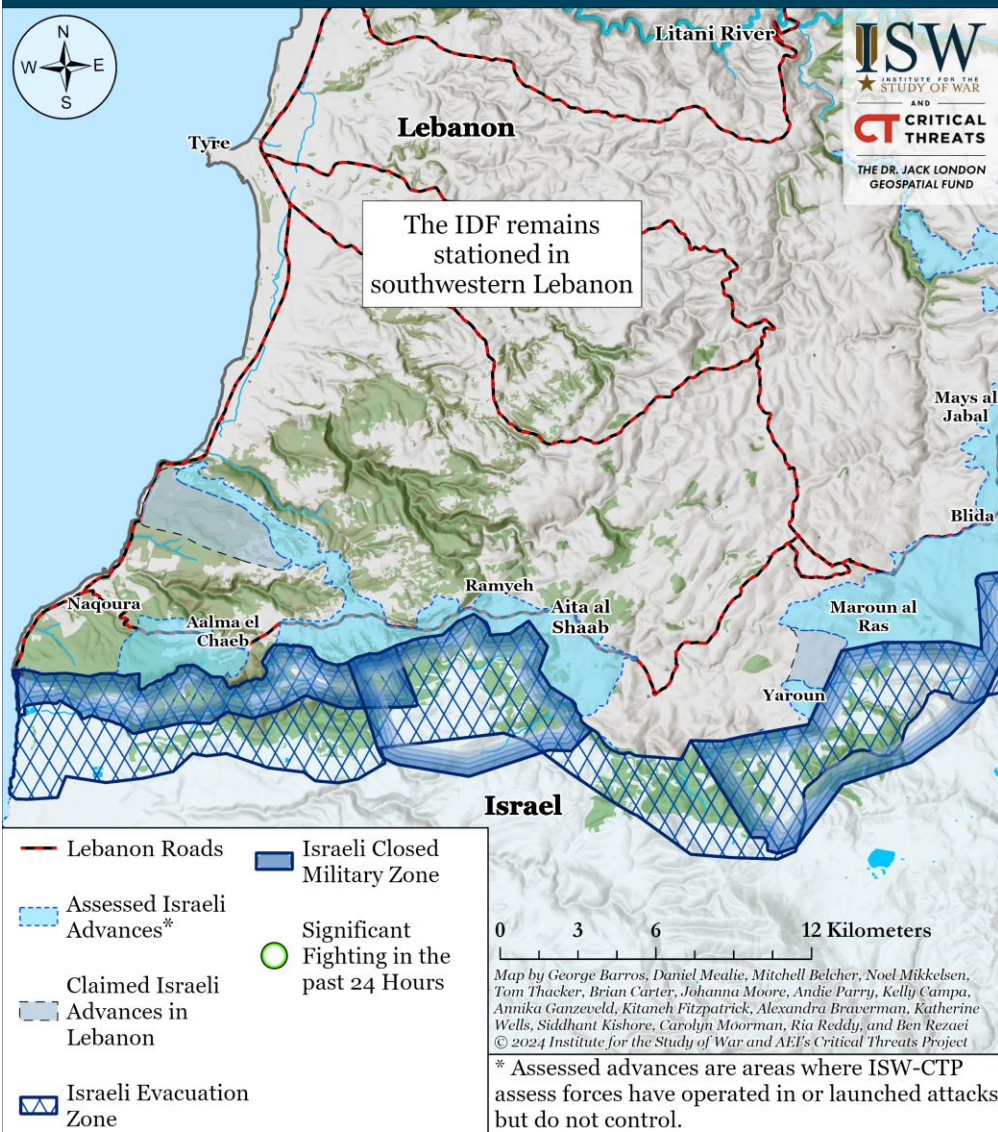 N
W
E
S
Litani River
ISW
INSTITUTE FOR THE
STUDY OF WAR
AND
CT CRITICAL
THREATS
THE DR. JACK LONDON
GEOSPATIAL FUND
Lebanon
Tyre
The IDF remains
stationed in
southwestern Lebanon
Mays al
Jabal
Blida
Ramyeh
Naqoura
Aalma el
Chaeb
Aita al
Shaab
Maroun al
Ras
Yaroun
Israel
Lebanon Roads
Assessed Israeli
Advances*
Claimed Israeli
Advances in
Lebanon
Israeli Evacuation
Zone
Israeli Closed
Military Zone
Significant
Fighting in the
past 24 Hours
0 3 6 12 Kilometers
Map by George Barros, Daniel Mealie, Mitchell Belcher, Noel Mikkelsen,
Tom Thacker, Brian Carter, Johanna Moore, Andie Parry, Kelly Campa,
Annika Ganzeveld, Kitaneh Fitzpatrick, Alexandra Braverman, Katherine
Wells, Siddhant Kishore, Carolyn Moorman, Ria Reddy, and Ben Rezaei
© 2024 Institute for the Study of War and AEI's Critical Threats Project
* Assessed advances are areas where ISW-CTP
assess forces have operated in or launched attacks
but do not control.